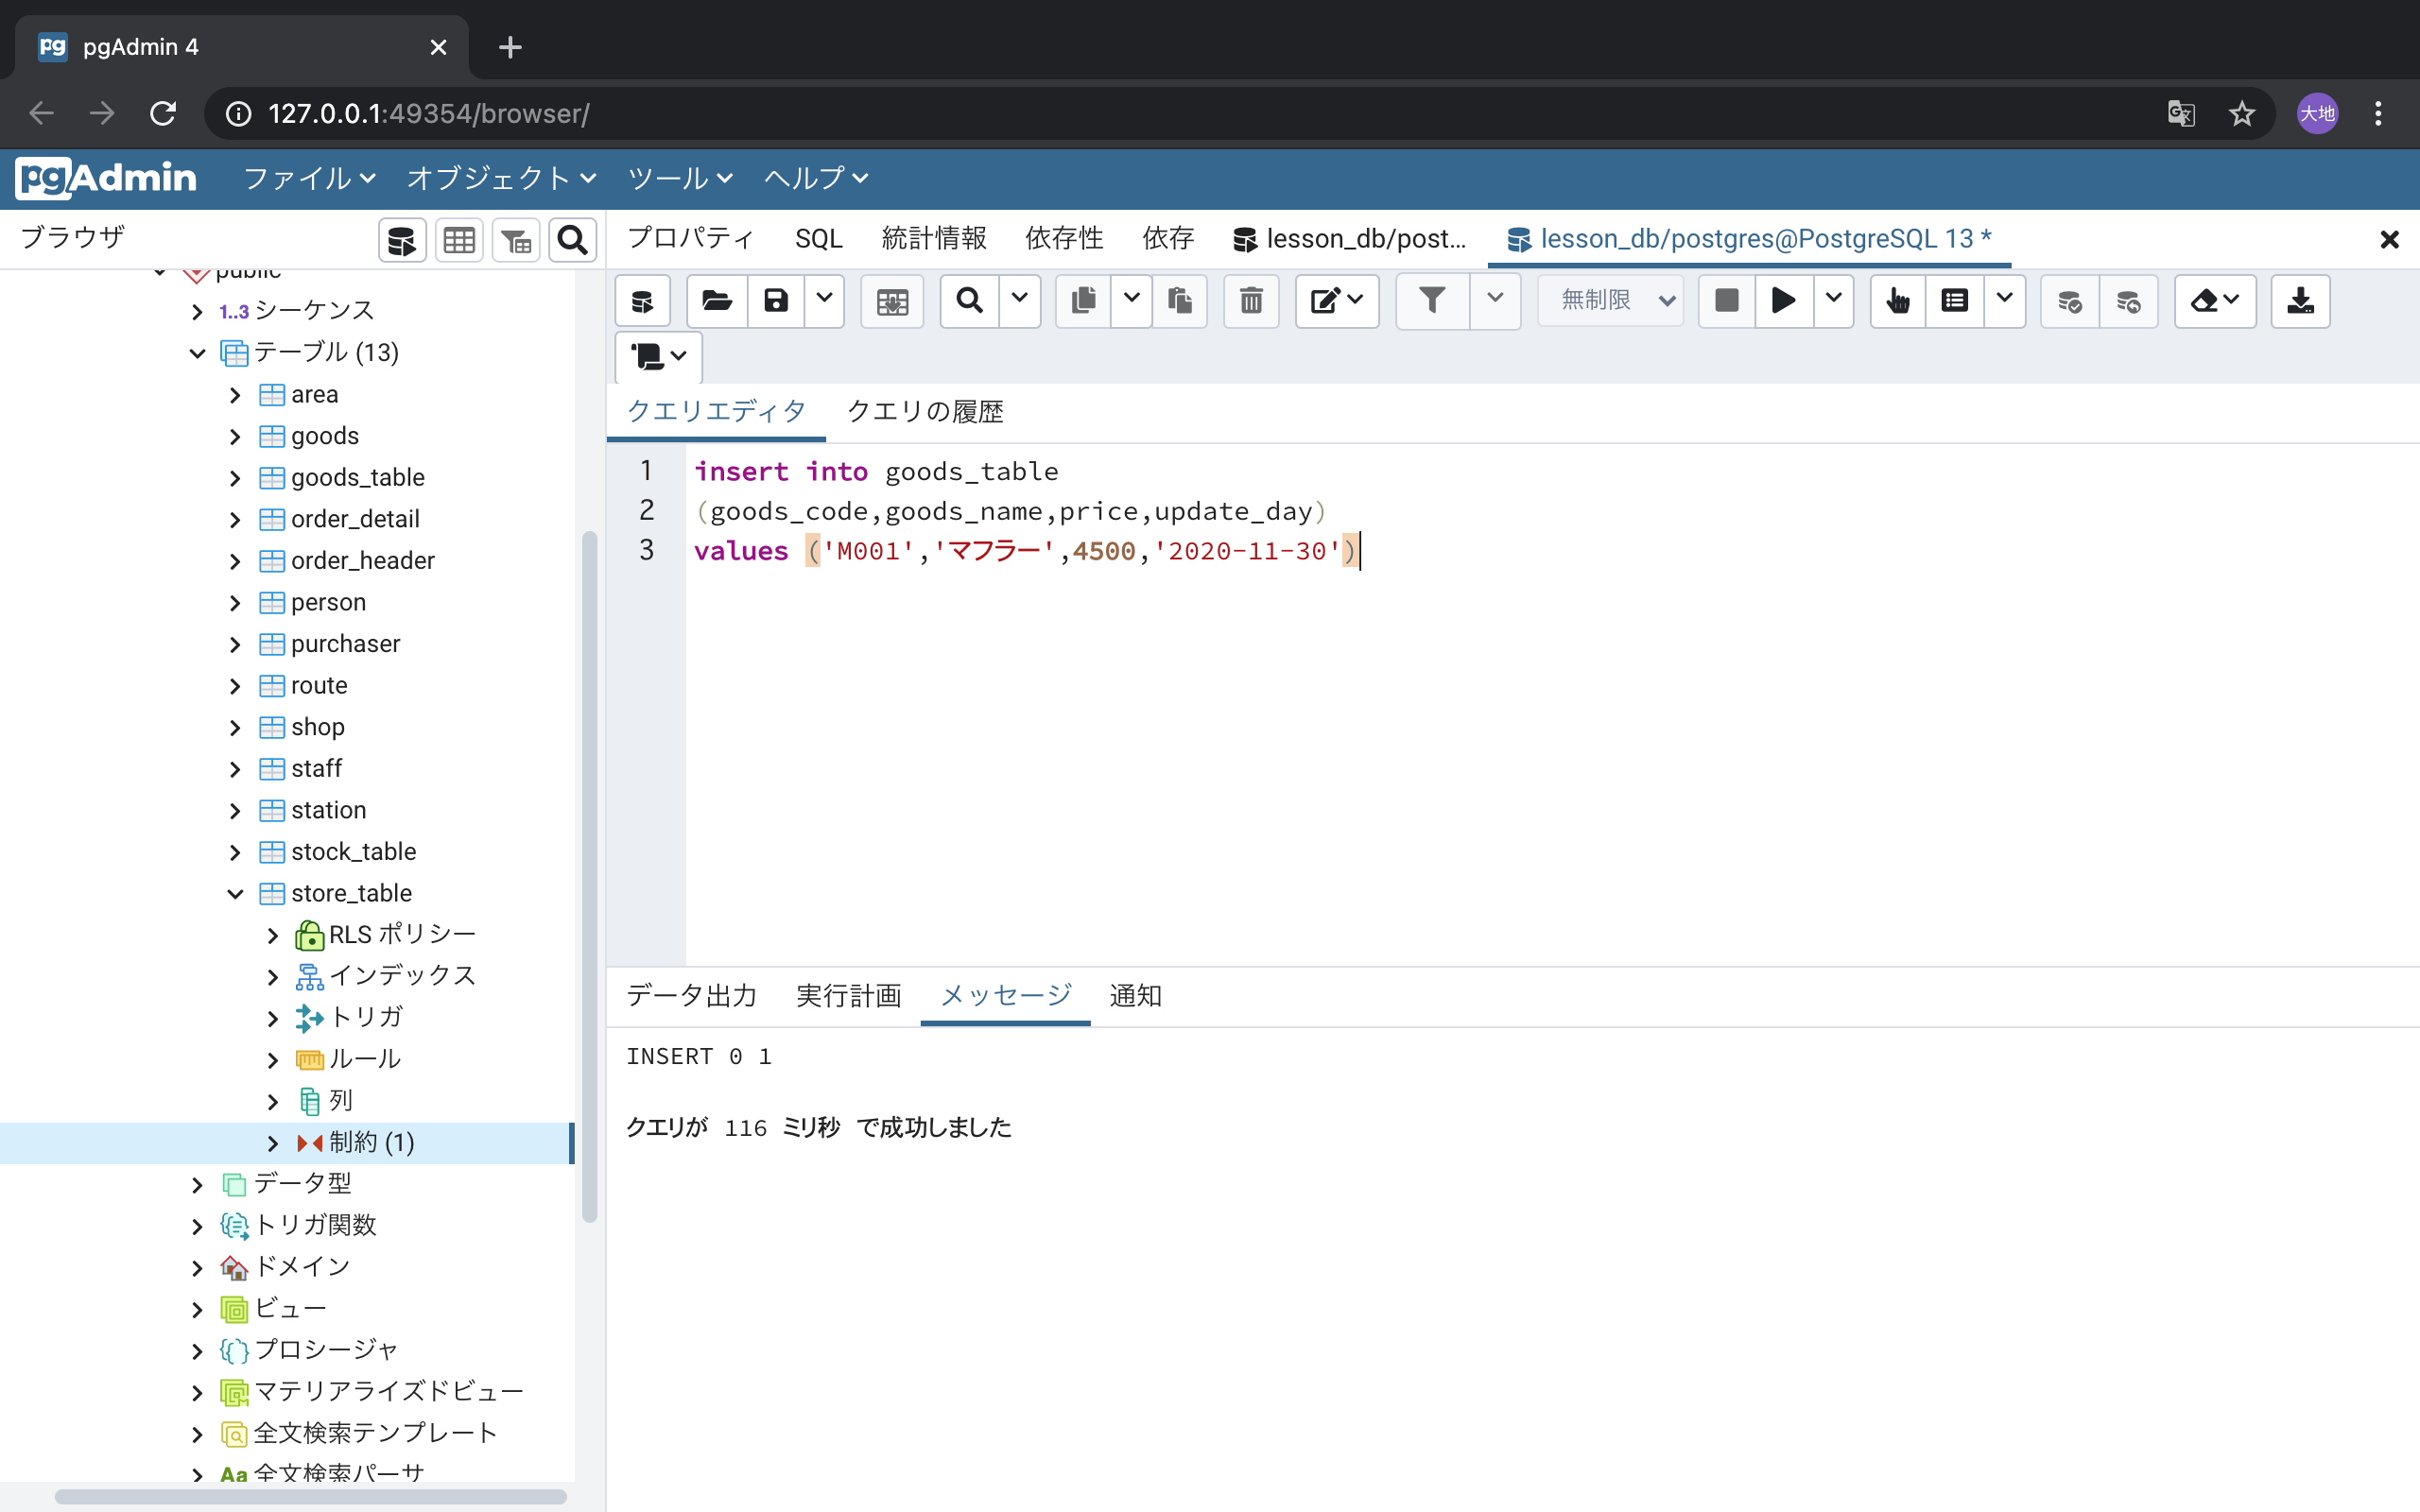 pgAdmin 4
127.0.0.1:49354/browser/
大地
pgAdmin
ファイル
オブジェクト
ツール
ヘルプ
ブラウザ
public
1..3 シーケンス
テーブル (13)
area
goods
goods_table
order_detail
order_header
person
purchaser
route
shop
staff
station
stock_table
store_table
RLS ポリシー
インデックス
トリガ
ルール
列
制約 (1)
データ型
トリガ関数
ドメイン
ビュー
プロシージャ
マテリアライズドビュー
全文検索テンプレート
Aa 全文検索パーサ
プロパティ
SQL
統計情報
依存性
依存
lesson_db/post...
lesson_db/postgres@PostgreSQL 13 *
無制限
クエリエディタ
クエリの履歴
1 insert into goods_table
2 (goods_code,goods_name,price,update_day)
3 values ('M001','マフラー',4500,'2020-11-30')
データ出力
実行計画
メッセージ
通知
INSERT 0 1
クエリが 116 ミリ秒 で成功しました